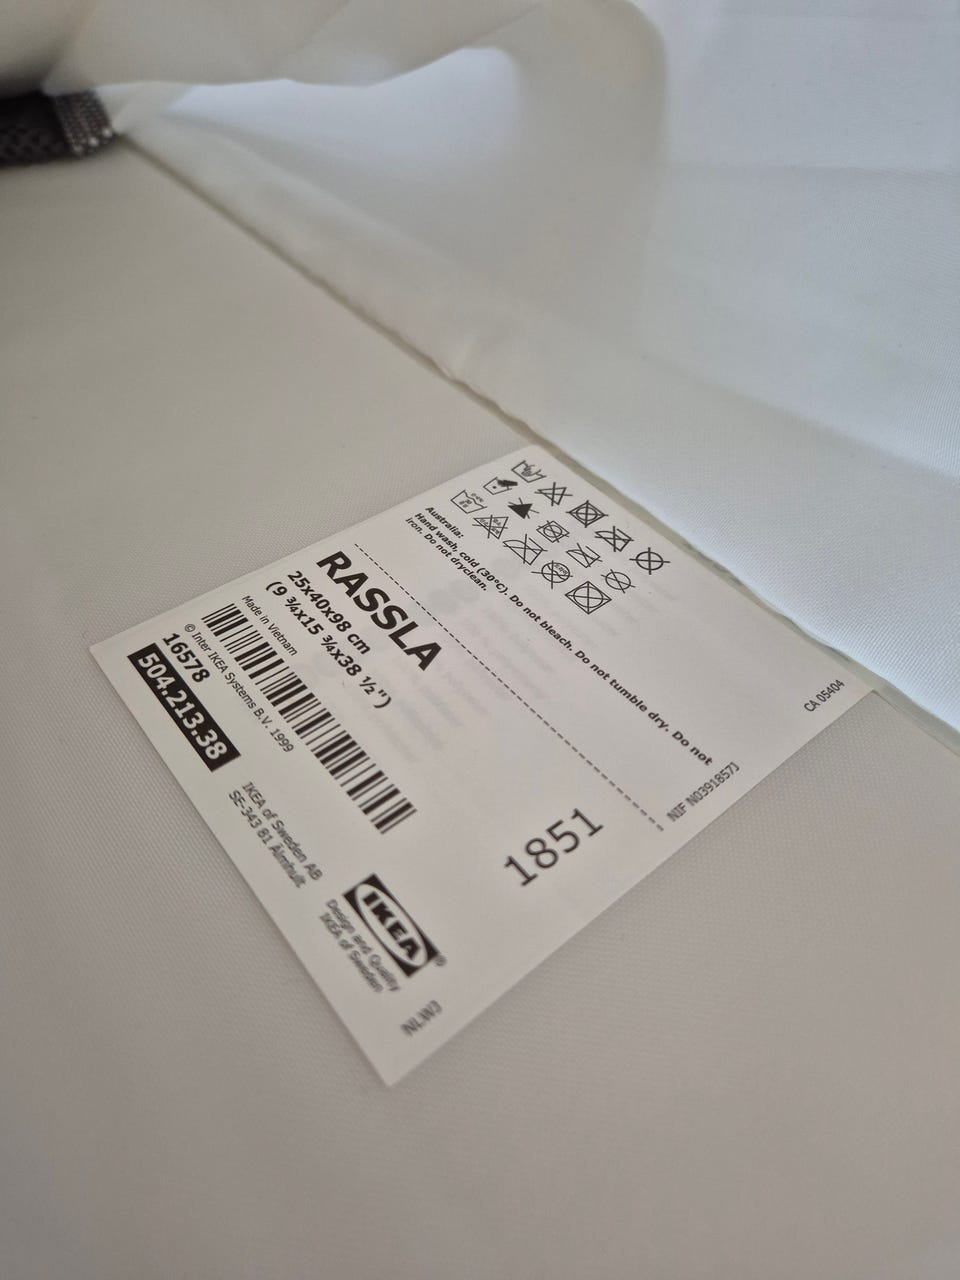 Australia:
Hand wash, cold (30°C). Do not bleach. Do not tumble dry. Do not
iron. Do not dryclean.
CA 05404
NIF N0391857J
RASSLA
25x40x98 cm
(9 ¾x15 ¾x38 ½")
Made in Vietnam
1851
© Inter IKEA Systems B.V. 1999
16578
504.213.38
IKEA of Sweden AB
SE-343 81 Älmhult
IKEA®
Design and Quality
IKEA of Sweden